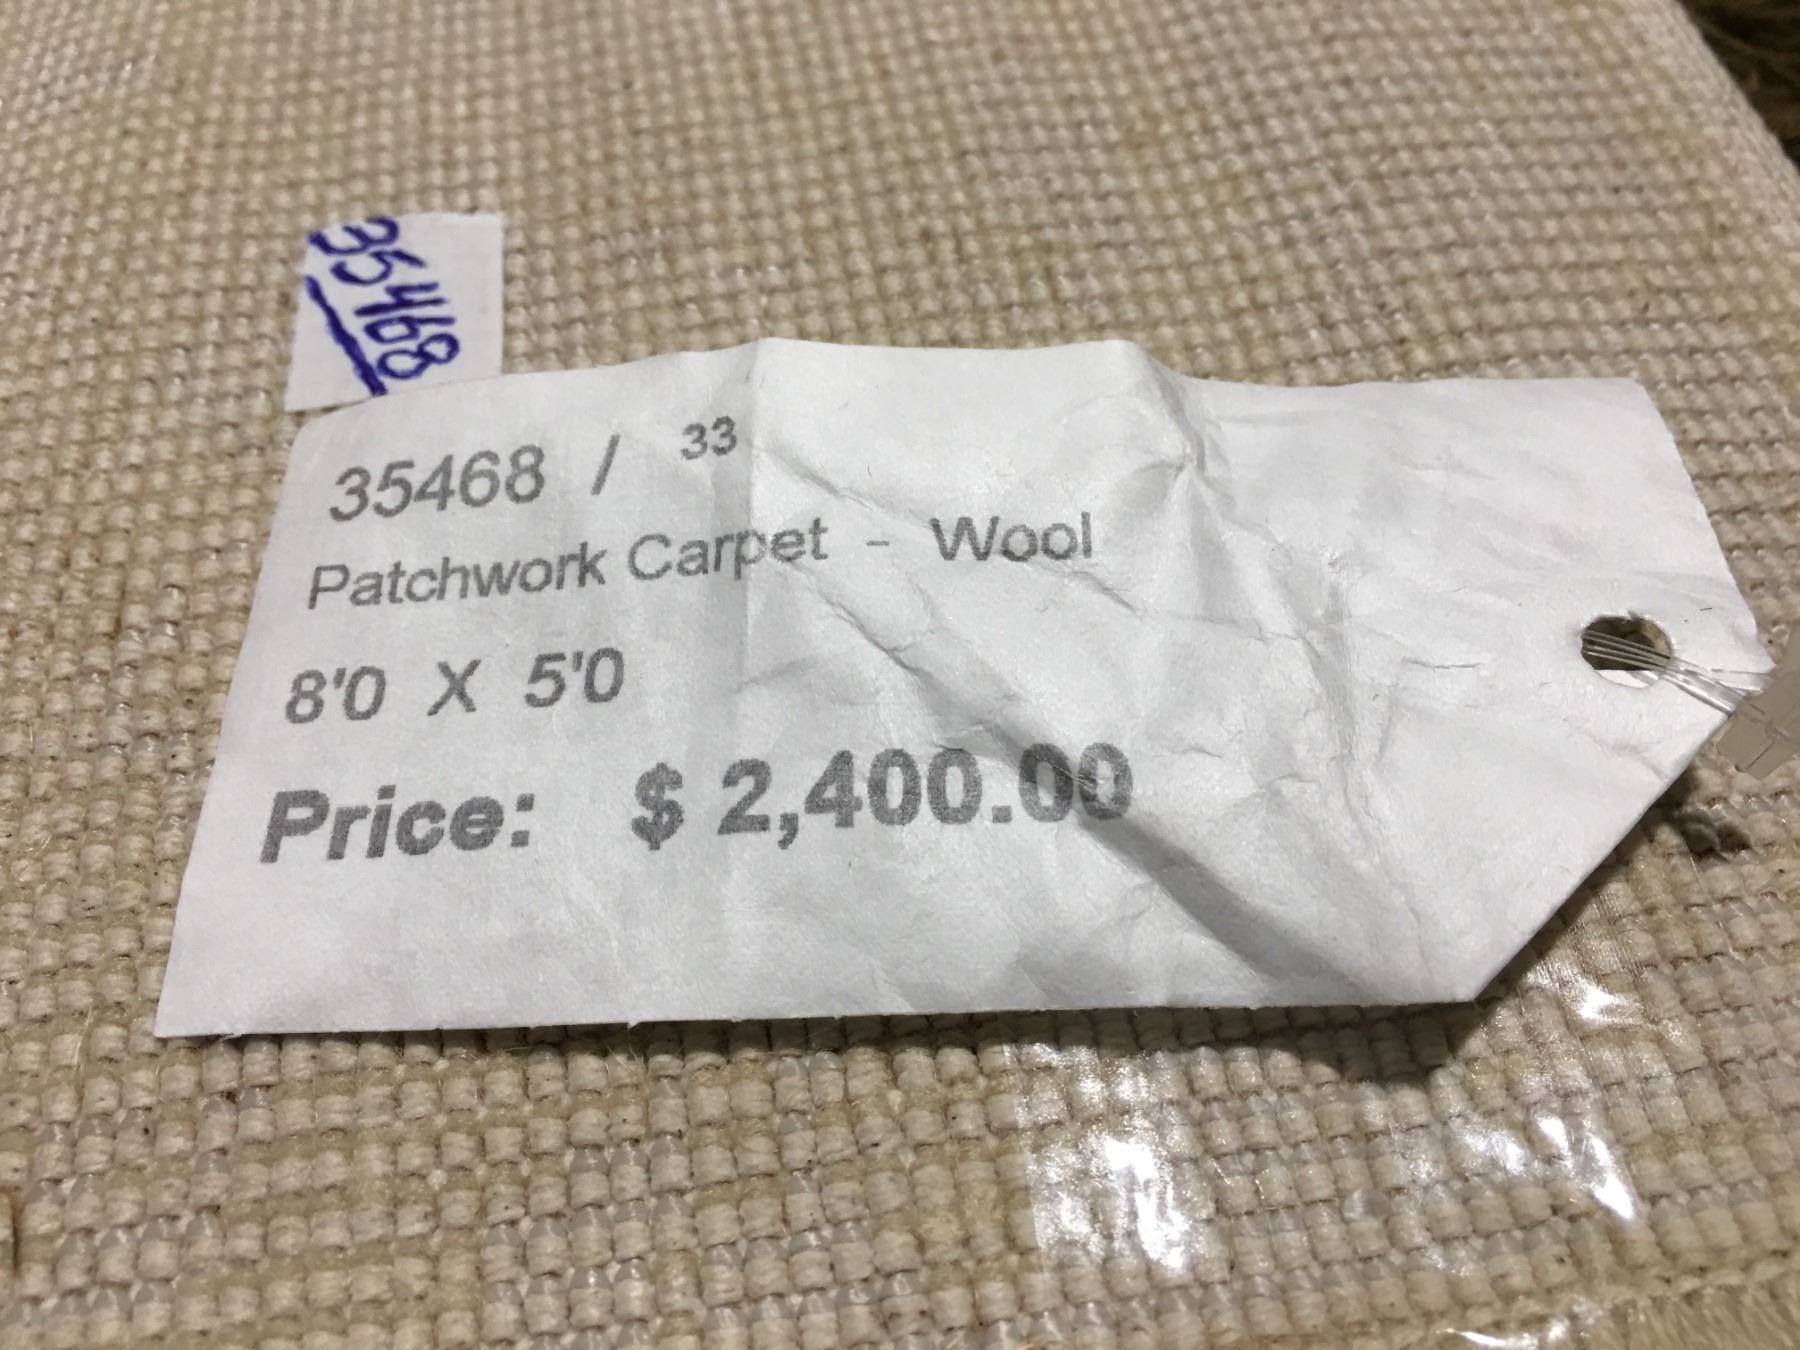 35468
35468 / 33
Patchwork Carpet - Wool
8'0 X 5'0
Price: $ 2,400.00